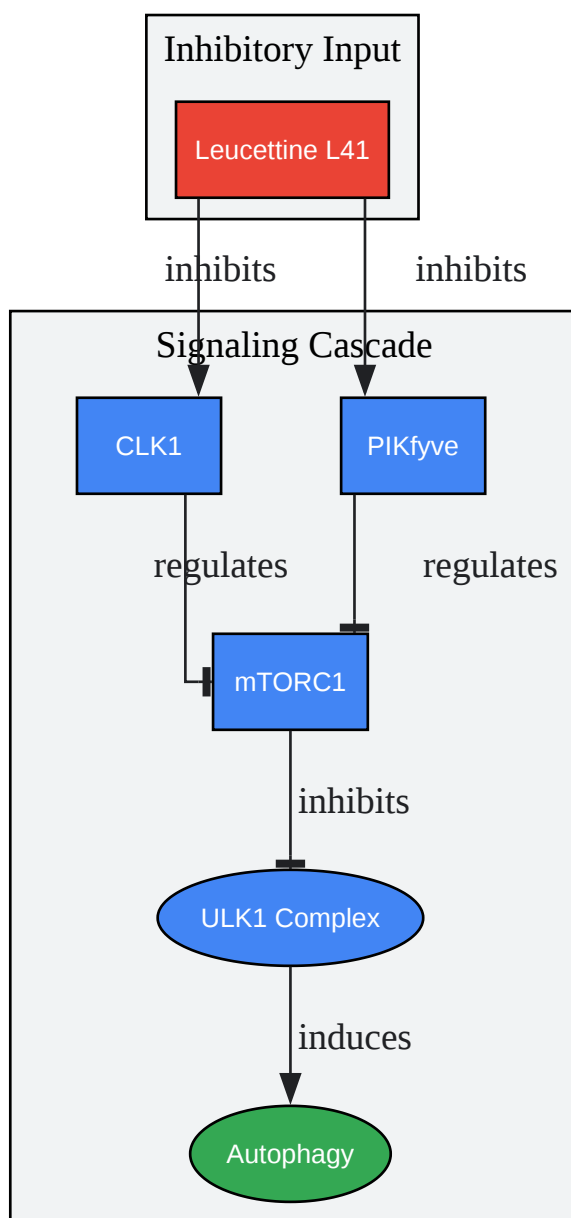 Inhibitory Input
Leucettine L41
inhibits
inhibits
Signaling Cascade
CLK1
PIKfyve
regulates
regulates
mTORC1
inhibits
ULK1 Complex
induces
Autophagy